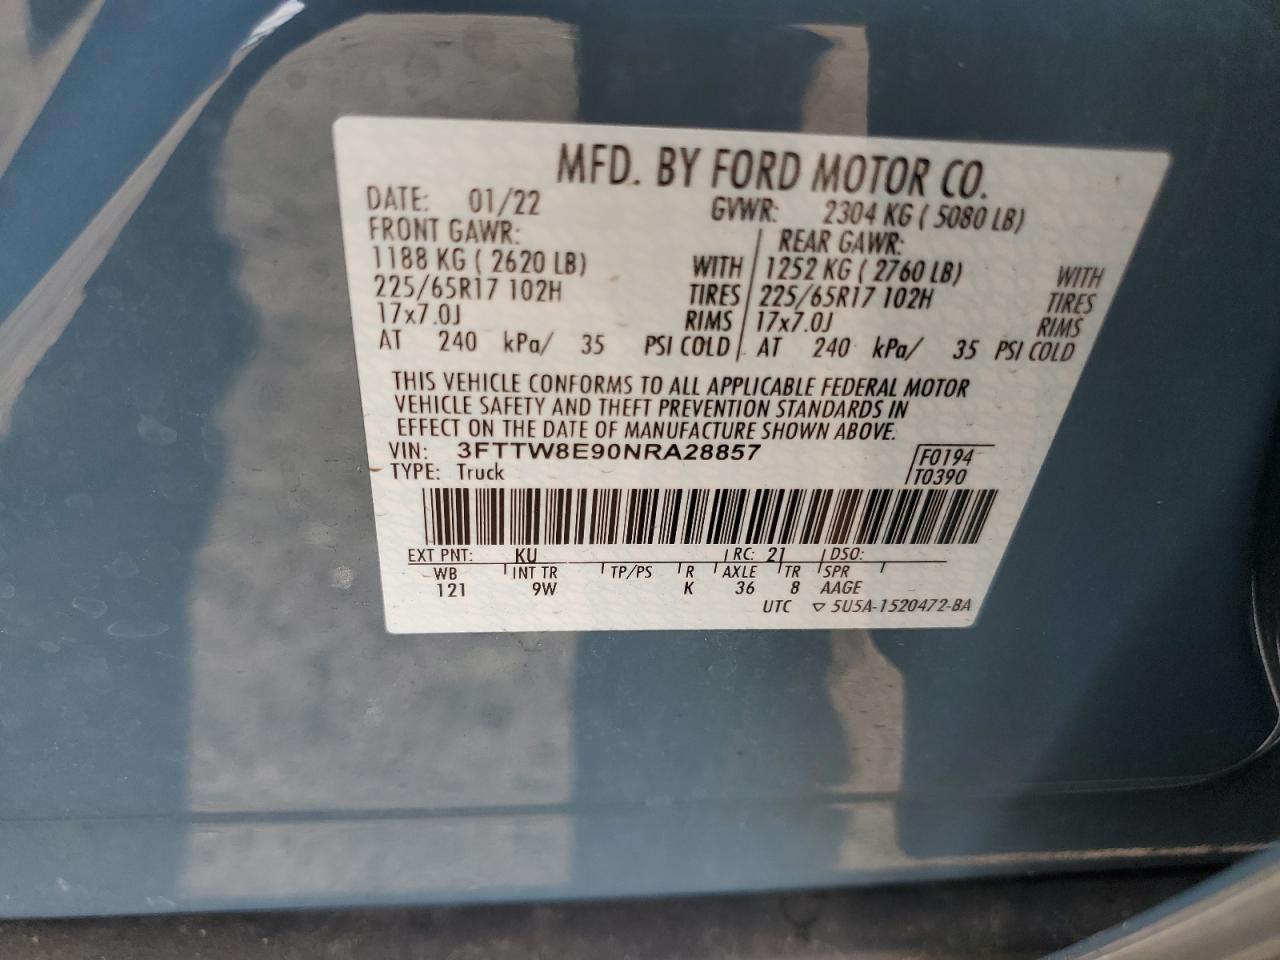 MFD. BY FORD MOTOR CO.
DATE: 01/22 GVWR: 2304 KG ( 5080 LB)
FRONT GAWR: REAR GAWR:
1188 KG ( 2620 LB) WITH 1252 KG ( 2760 LB) WITH
225/65R17 102H TIRES 225/65R17 102H TIRES
17x7.0J RIMS 17x7.0J RIMS
AT 240 kPa/ 35 PSI COLD AT 240 kPa/ 35 PSI COLD
THIS VEHICLE CONFORMS TO ALL APPLICABLE FEDERAL MOTOR
VEHICLE SAFETY AND THEFT PREVENTION STANDARDS IN
EFFECT ON THE DATE OF MANUFACTURE SHOWN ABOVE.
VIN: 3FTTW8E90NRA28857 F0194
TYPE: Truck T0390
EXT PNT: KU RC: 21 DSO:
WB INT TR TP/PS R AXLE TR SPR
121 9W K 36 8 AAGE
UTC ▽ 5U5A-1520472-BA